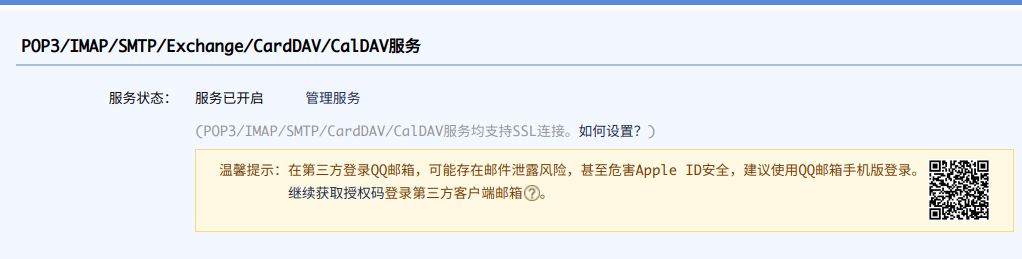 POP3/IMAP/SMTP/Exchange/CardDAV/CalDAV服务
服务状态： 服务已开启 管理服务
(POP3/IMAP/SMTP/CardDAV/CalDAV服务均支持SSL连接。如何设置？)
温馨提示：在第三方登录QQ邮箱，可能存在邮件泄露风险，甚至危害Apple ID安全，建议使用QQ邮箱手机版登录。
继续获取授权码登录第三方客户端邮箱?。